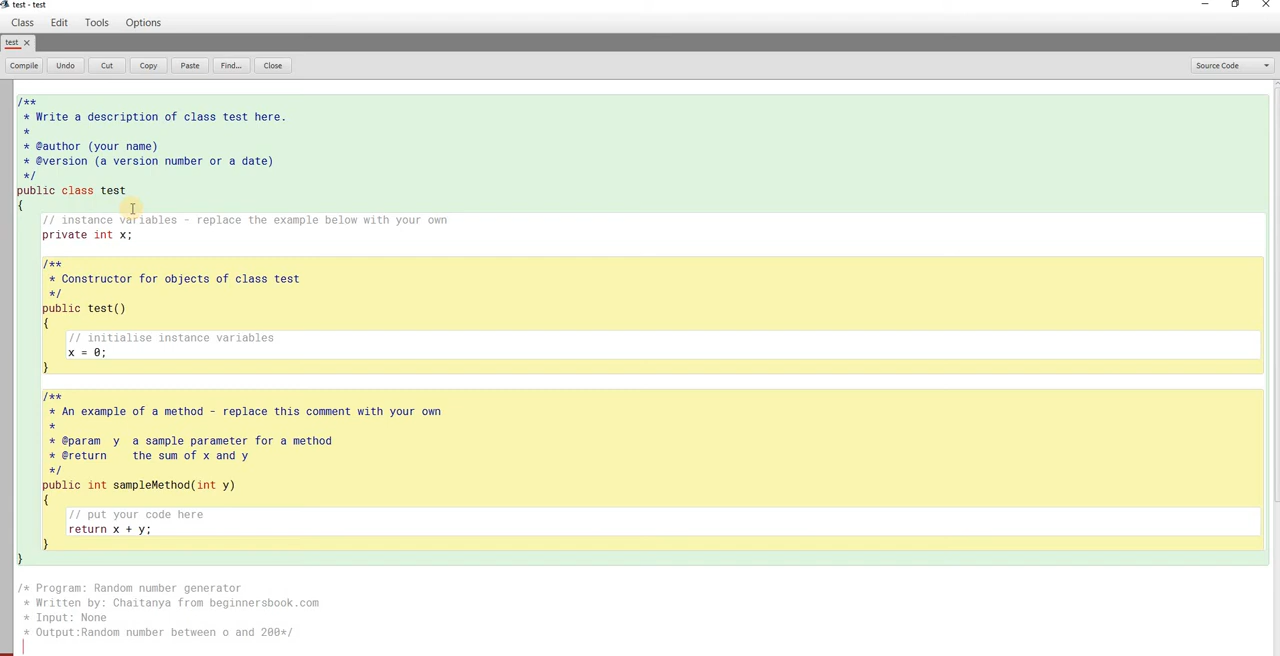 test - test
Class Edit Tools Options
test
Compile Undo Cut Copy Paste Find... Close Source Code
/**
* Write a description of class test here.
*
* @author (your name)
* @version (a version number or a date)
*/
public class test
{
// instance variables - replace the example below with your own
private int x;
/**
* Constructor for objects of class test
*/
public test()
{
// initialise instance variables
x = 0;
}
/**
* An example of a method - replace this comment with your own
*
* @param y a sample parameter for a method
* @return the sum of x and y
*/
public int sampleMethod(int y)
{
// put your code here
return x + y;
}
}
/* Program: Random number generator
* Written by: Chaitanya from beginnersbook.com
* Input: None
* Output:Random number between o and 200*/